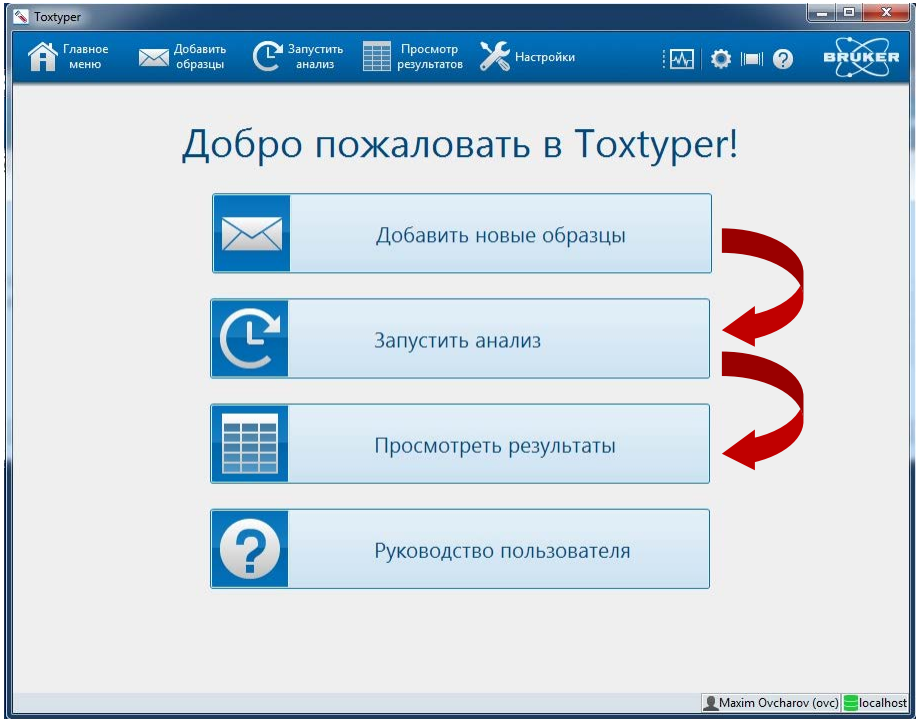 Toxtyper
Главное
меню
Добавить
образцы
Запустить
анализ
Просмотр
результатов
Настройки
BRUKER
Добро пожаловать в Toxtyper!
Добавить новые образцы
Запустить анализ
Просмотреть результаты
Руководство пользователя
Maxim Ovcharov (ovc)
localhost